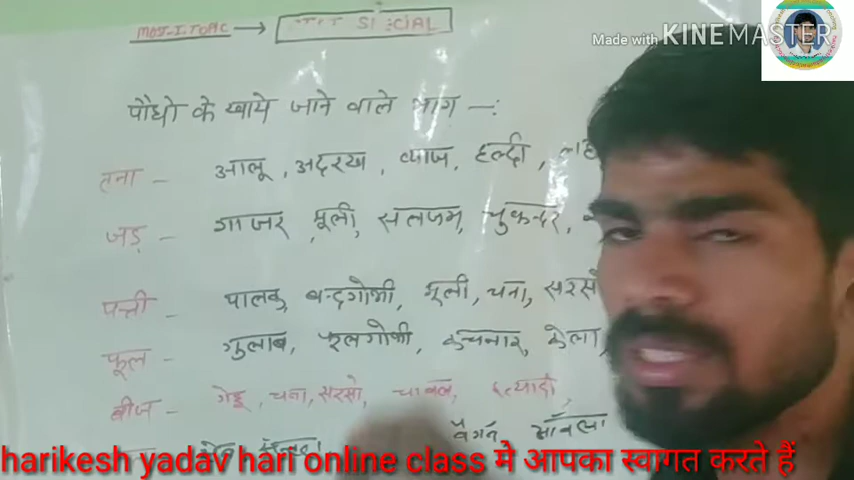 MOST-I.TOPIC → SPECIAL
Made with KINEMASTER
पौधो के खाये जाने वाले भाग -:
तना - आलू, अदरख, प्याज, हल्दी,
जड़ - गाजर, मूली, सलजम, चुकन्दर,
पत्ती - पालक, बन्दगोभी, मूली, चना, सरसो
फूल - गुलाब, फूलगोभी, कचनार, केला,
बीज - गेहू, चना, सरसो, चावल, इत्यादी,
बैगन, आँवला
harikesh yadav hari online class मे आपका स्वागत करते हैं